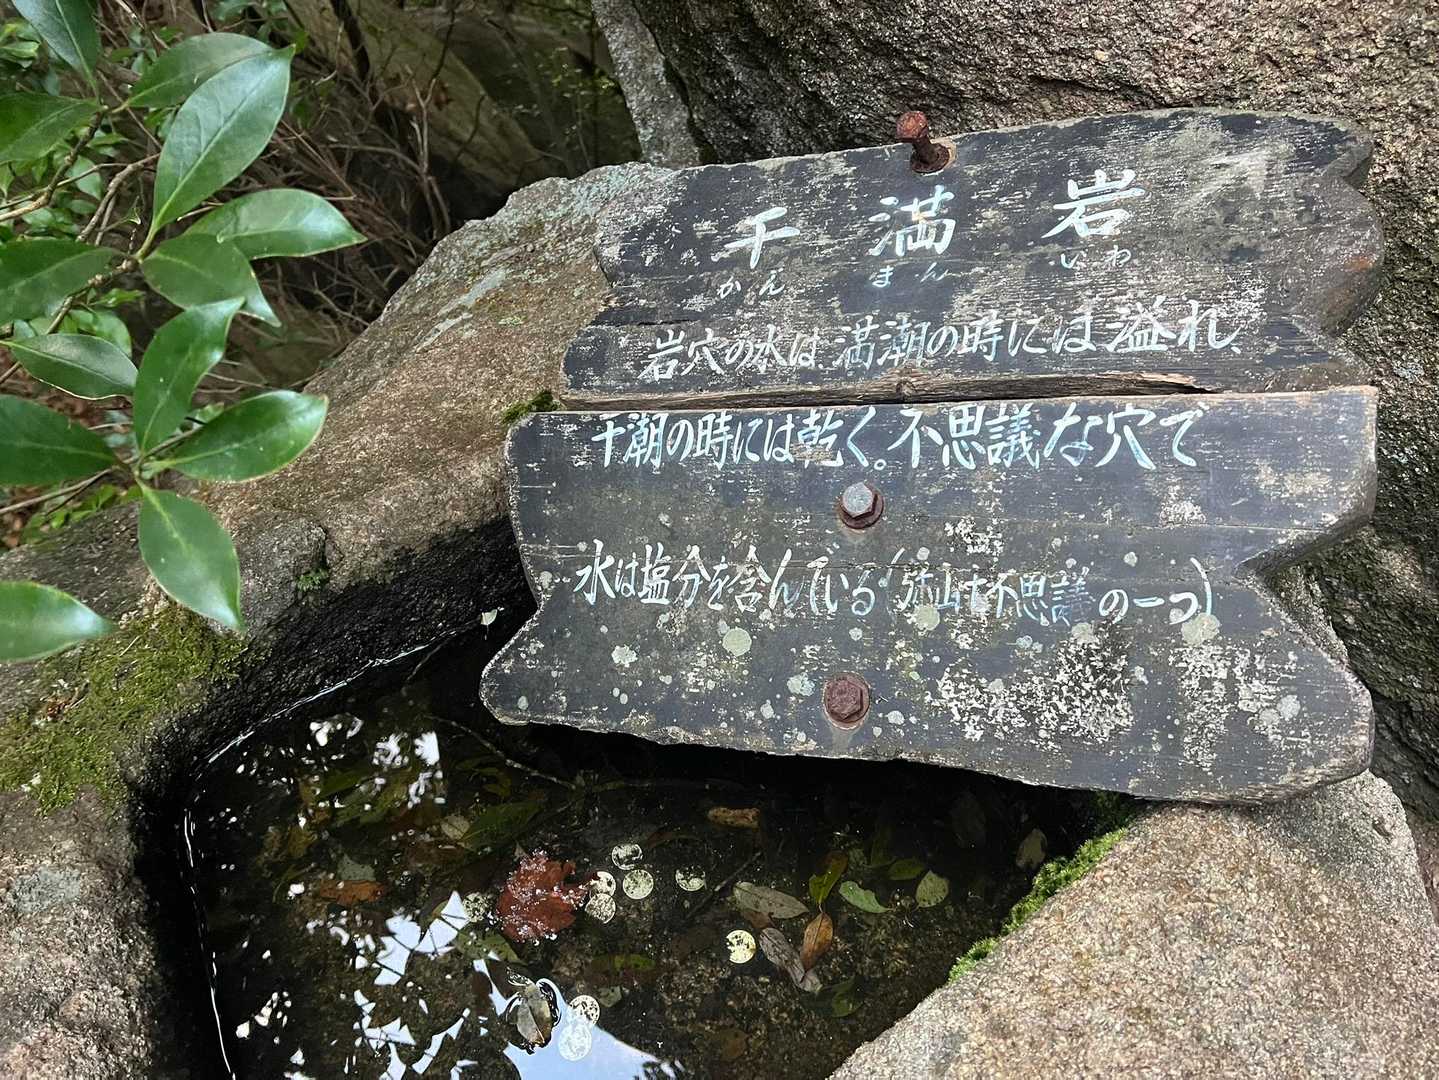 干満岩
かんまんいわ
岩穴の水は、満潮の時には溢れ、
干潮の時には乾く。不思議な穴で
水は塩分を含んでいる(弥山七不思議の一つ)